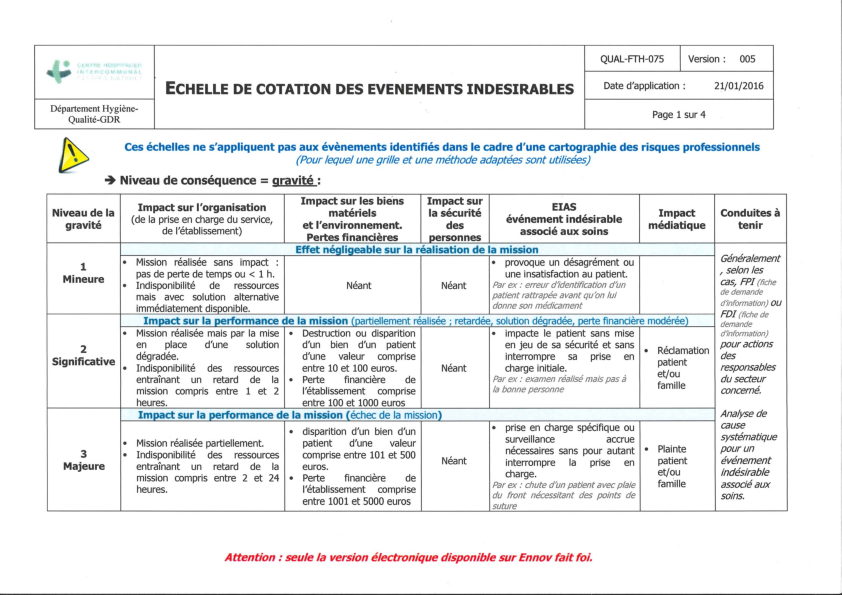 CENTRE HOSPITALIER
INTERCOMMUNAL
Département Hygiène-
Qualité-GDR
ECHELLE DE COTATION DES EVENEMENTS INDESIRABLES
QUAL-FTH-075
Version : 005
Date d'application : 21/01/2016
Page 1 sur 4
Ces échelles ne s'appliquent pas aux évènements identifiés dans le cadre d'une cartographie des risques professionnels
(Pour lequel une grille et une méthode adaptées sont utilisées)
➔ Niveau de conséquence = gravité :
Niveau de la
gravité
Impact sur l'organisation
(de la prise en charge du service,
de l'établissement)
Impact sur les biens
matériels
et l'environnement.
Pertes financières
Impact sur
la sécurité
des
personnes
EIAS
événement indésirable
associé aux soins
Impact
médiatique
Conduites à
tenir
Effet négligeable sur la réalisation de la mission
1
Mineure
• Mission réalisée sans impact :
pas de perte de temps ou < 1 h.
• Indisponibilité de ressources
mais avec solution alternative
immédiatement disponible.
Néant
Néant
• provoque un désagrément ou
une insatisfaction au patient.
Par ex : erreur d'identification d'un
patient rattrapée avant qu'on lui
donne son médicament
Généralement
, selon les
cas, FPI (fiche
de demande
d'information) ou
FDI (fiche de
demande
d'information)
pour actions
des
responsables
du secteur
concerné.
Impact sur la performance de la mission (partiellement réalisée ; retardée, solution dégradée, perte financière modérée)
2
Significative
• Mission réalisée mais par la mise
en place d'une solution
dégradée.
• Indisponibilité des ressources
entraînant un retard de la
mission compris entre 1 et 2
heures.
• Destruction ou disparition
d'un bien d'un patient
d'une valeur comprise
entre 10 et 100 euros.
• Perte financière de
l'établissement comprise
entre 100 et 1000 euros
Néant
• impacte le patient sans mise
en jeu de sa sécurité et sans
interrompre sa prise en
charge initiale.
Par ex : examen réalisé mais pas à
la bonne personne
• Réclamation
patient
et/ou
famille
Impact sur la performance de la mission (échec de la mission)
3
Majeure
• Mission réalisée partiellement.
• Indisponibilité des ressources
entraînant un retard de la
mission compris entre 2 et 24
heures.
• disparition d'un bien d'un
patient d'une valeur
comprise entre 101 et 500
euros.
• Perte financière de
l'établissement comprise
entre 1001 et 5000 euros
Néant
• prise en charge spécifique ou
surveillance accrue
nécessaires sans pour autant
interrompre la prise en
charge.
Par ex : chute d'un patient avec plaie
du front nécessitant des points de
suture
• Plainte
patient
et/ou
famille
Analyse de
cause
systématique
pour un
événement
indésirable
associé aux
soins.
Attention : seule la version électronique disponible sur Ennov fait foi.